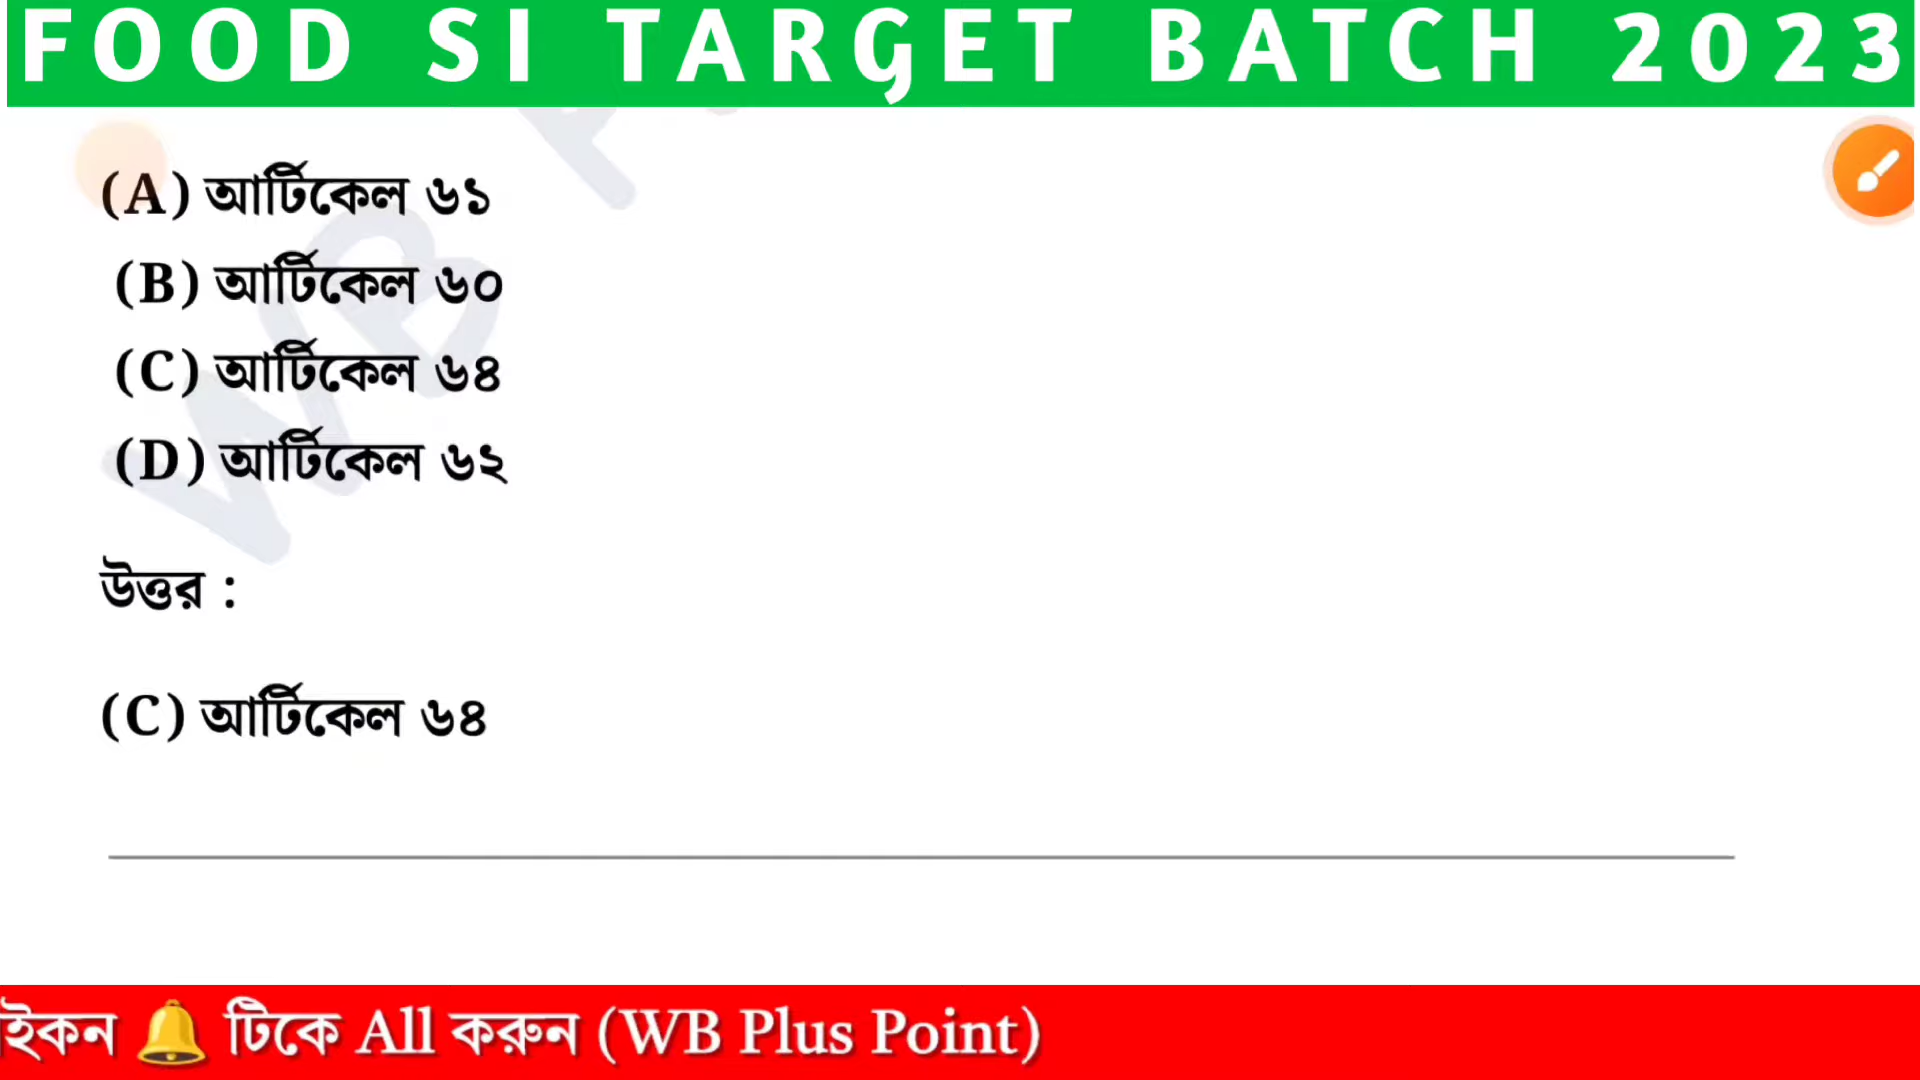 FOOD SI TARGET BATCH 2023
(A) আর্টিকেল ৬১
(B) আর্টিকেল ৬০
(C) আর্টিকেল ৬৪
(D) আর্টিকেল ৬২
উত্তর :
(C) আর্টিকেল ৬৪
ইকন 🔔 টিকে All করুন (WB Plus Point)